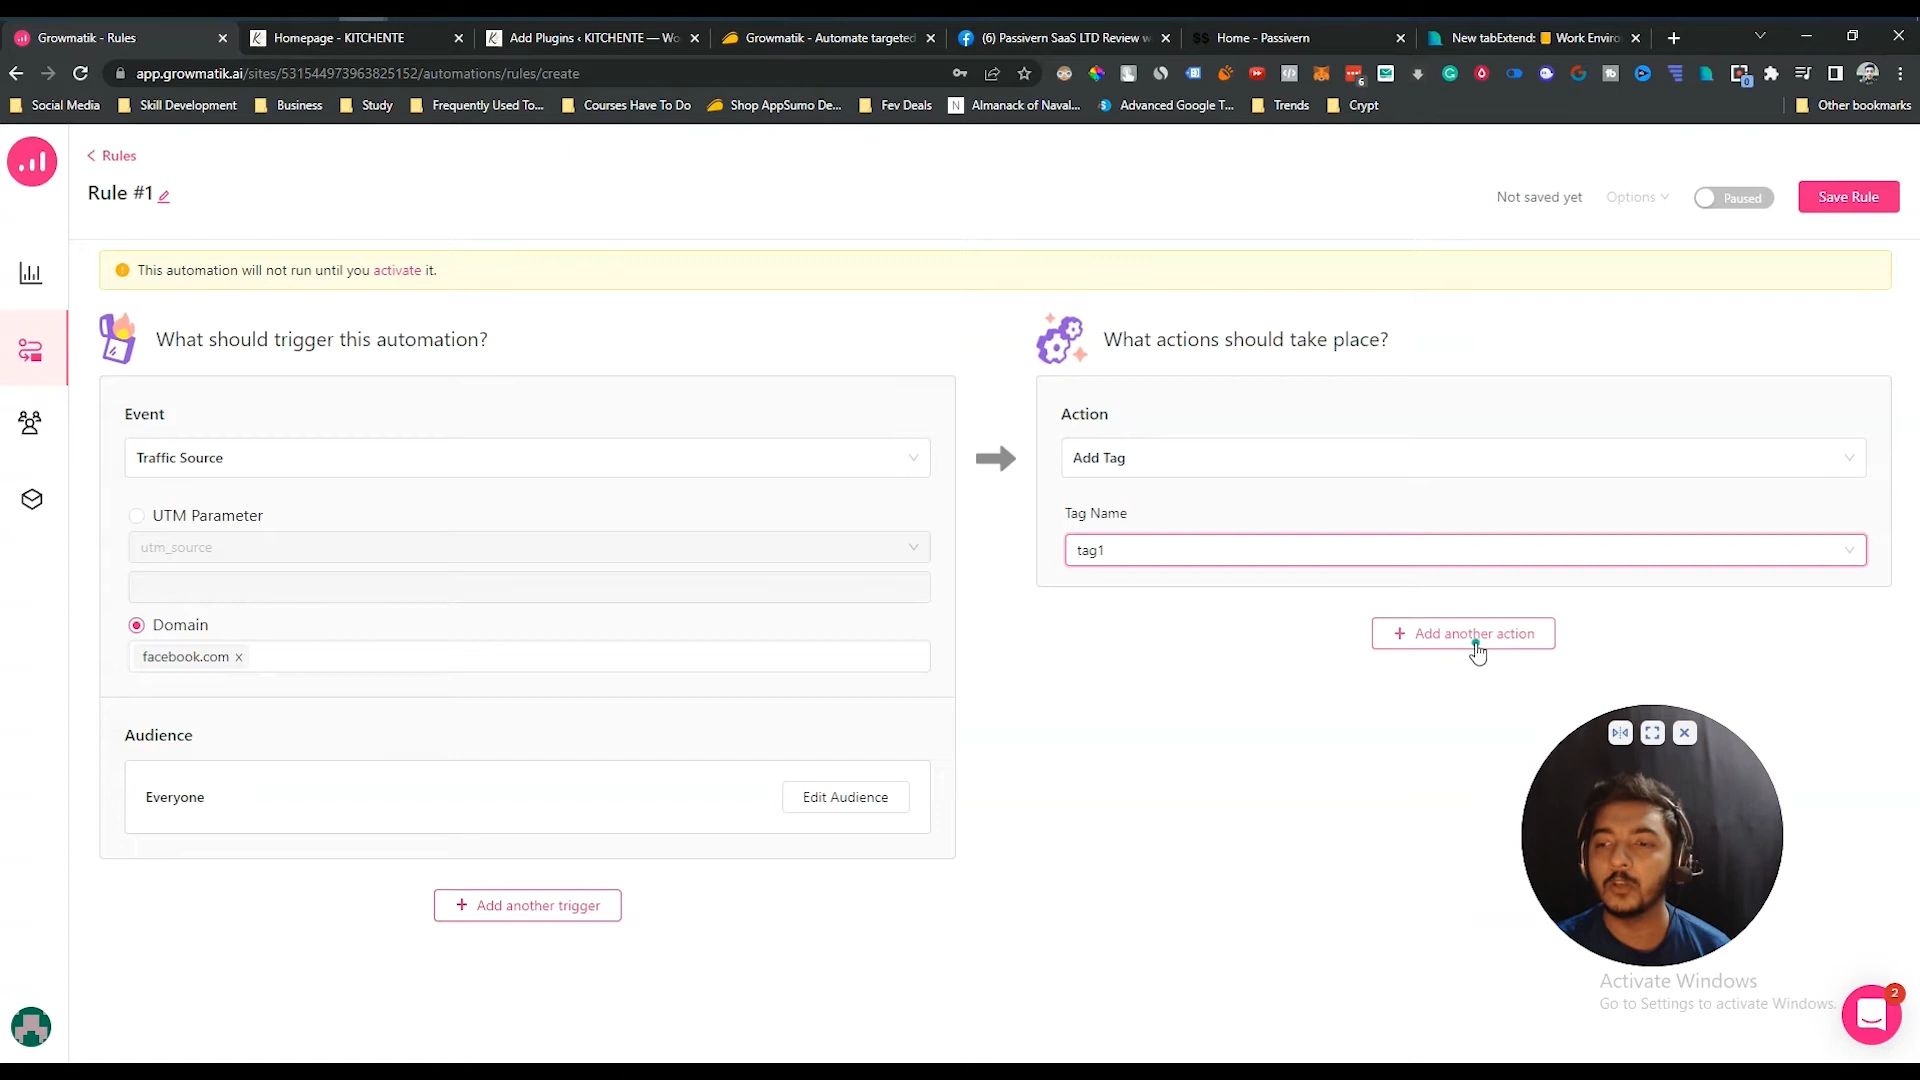 Growmatik - Rules
Homepage - KITCHENTE
Add Plugins ‹ KITCHENTE — Wo
Growmatik - Automate targeted
(6) Passivern SaaS LTD Review w
$$ Home - Passivern
New tabExtend: Work Enviro
app.growmatik.ai/sites/531544973963825152/automations/rules/create
Social Media
Skill Development
Business
Study
Frequently Used To...
Courses Have To Do
Shop AppSumo De...
Fev Deals
Almanack of Naval...
Advanced Google T...
Trends
Crypt
Other bookmarks
Rules
Rule #1
Not saved yet
Options
Paused
Save Rule
This automation will not run until you activate it.
What should trigger this automation?
Event
Traffic Source
UTM Parameter
utm_source
Domain
facebook.com x
Audience
Everyone
Edit Audience
+ Add another trigger
What actions should take place?
Action
Add Tag
Tag Name
tag1
+ Add another action
Activate Windows
Go to Settings to activate Windows.
2